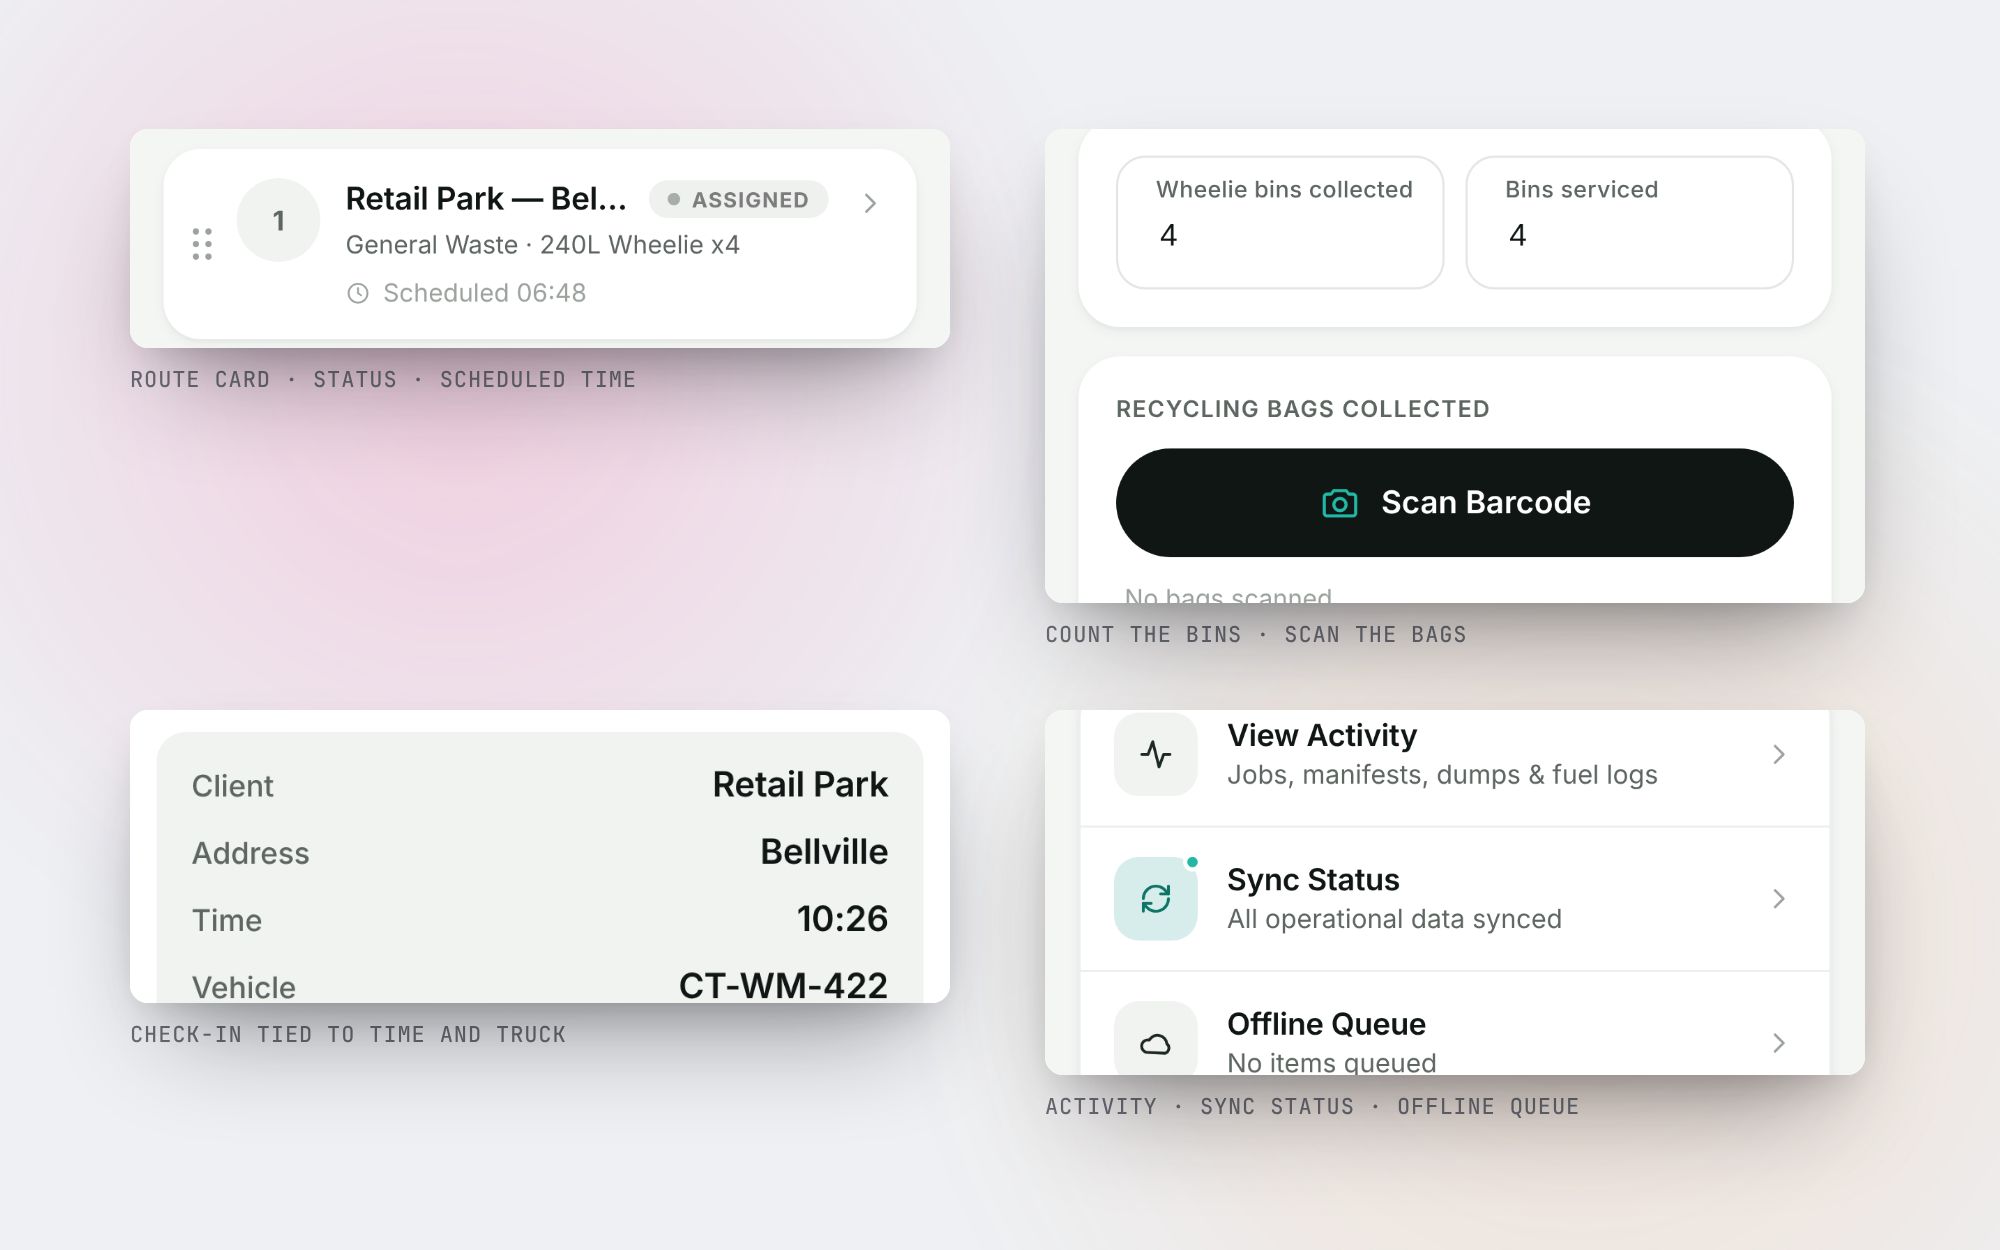 1
Retail Park — Bel...
ASSIGNED
General Waste · 240L Wheelie x4
Scheduled 06:48
ROUTE CARD · STATUS · SCHEDULED TIME
Wheelie bins collected
4
Bins serviced
4
RECYCLING BAGS COLLECTED
Scan Barcode
No bags scanned
COUNT THE BINS · SCAN THE BAGS
Client Retail Park
Address Bellville
Time 10:26
Vehicle CT-WM-422
CHECK-IN TIED TO TIME AND TRUCK
View Activity
Jobs, manifests, dumps & fuel logs
Sync Status
All operational data synced
Offline Queue
No items queued
ACTIVITY · SYNC STATUS · OFFLINE QUEUE